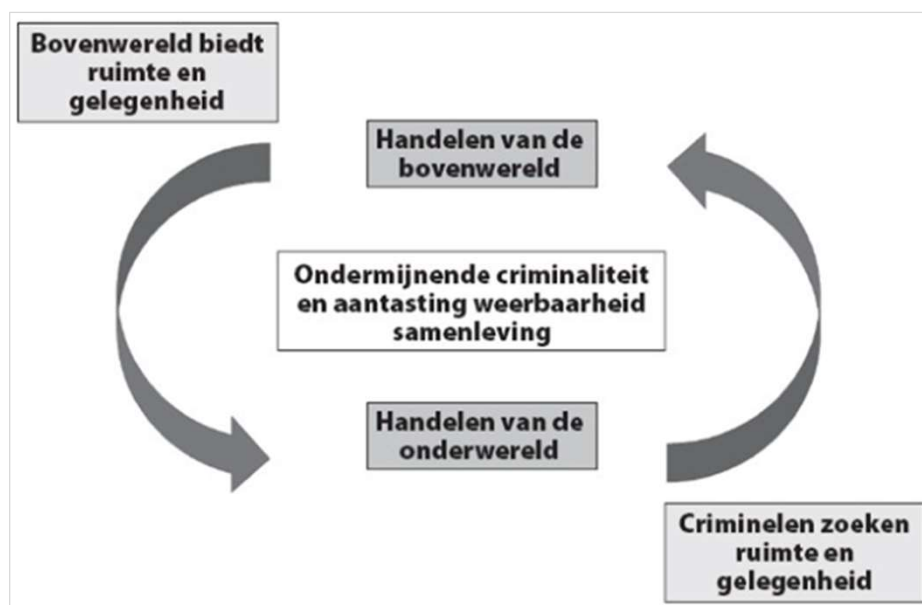 Bovenwereld biedt
ruimte en
gelegenheid
Handelen van de
bovenwereld
Ondermijnende criminaliteit
en aantasting weerbaarheid
samenleving
Handelen van de
onderwereld
Criminelen zoeken
ruimte en
gelegenheid